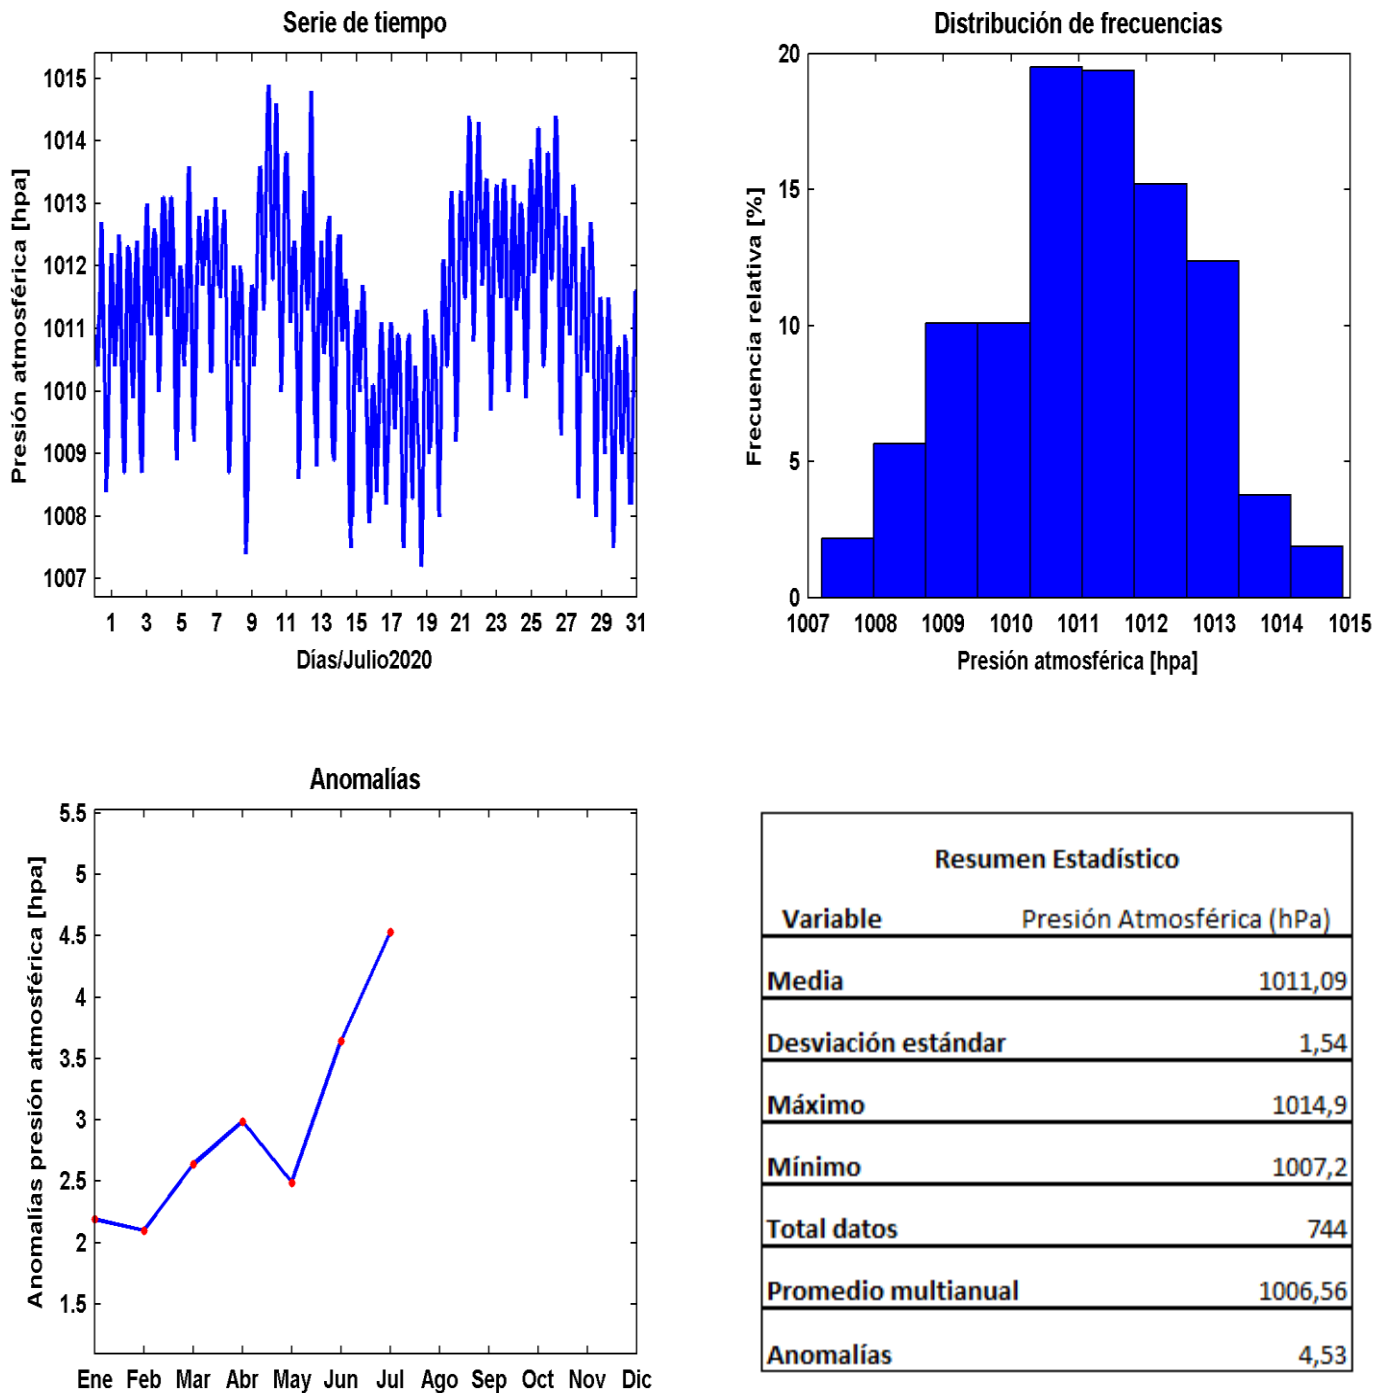 Serie de tiempo
Presión atmosférica [hpa]
1015
1014
1013
1012
1011
1010
1009
1008
1007
1 3 5 7 9 11 13 15 17 19 21 23 25 27 29 31
Días/Julio2020
Distribución de frecuencias
Frecuencia relativa [%]
20
15
10
5
0
1007 1008 1009 1010 1011 1012 1013 1014 1015
Presión atmosférica [hpa]
Anomalías
Anomalías presión atmosférica [hpa]
5.5
5
4.5
4
3.5
3
2.5
2
1.5
Ene Feb Mar Abr May Jun Jul Ago Sep Oct Nov Dic
Resumen Estadístico
Variable Presión Atmosférica (hPa)
Media 1011,09
Desviación estándar 1,54
Máximo 1014,9
Mínimo 1007,2
Total datos 744
Promedio multianual 1006,56
Anomalías 4,53